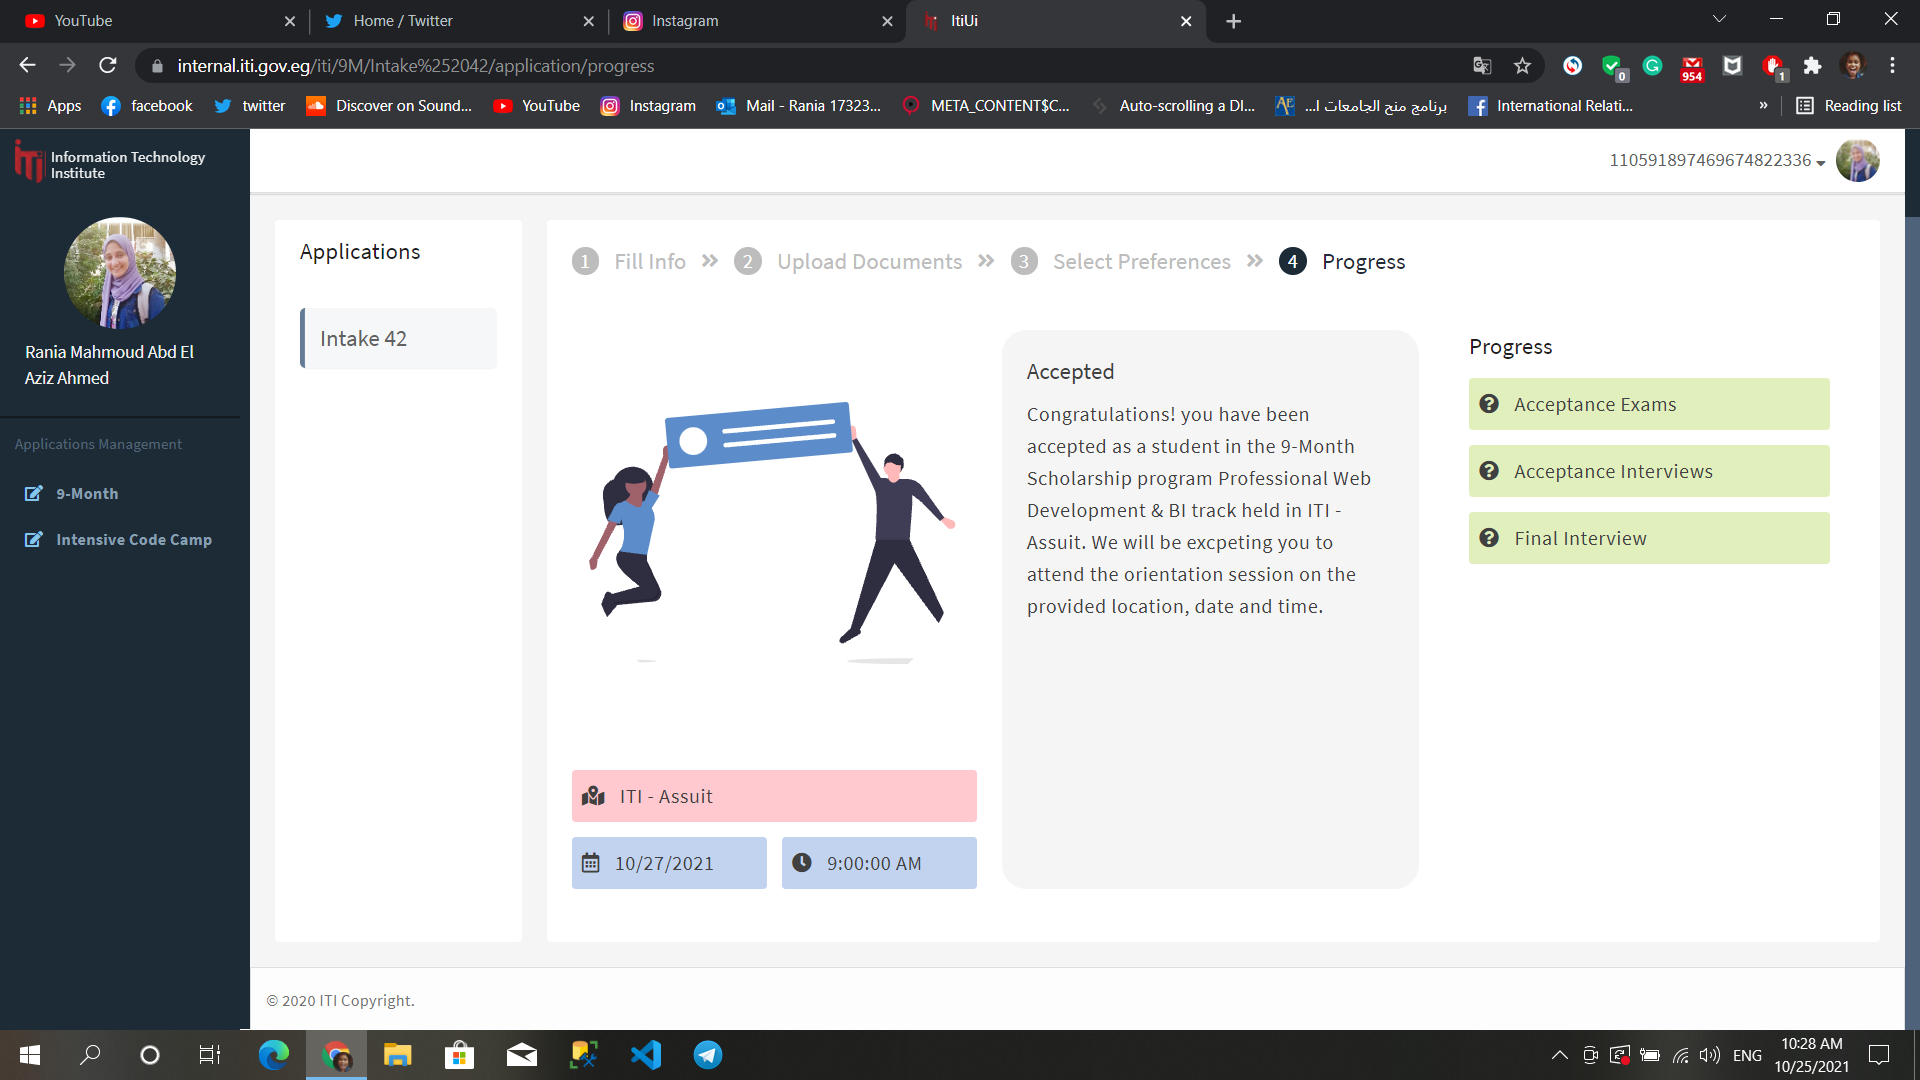 YouTube
Home / Twitter
Instagram
ItiUi
internal.iti.gov.eg/iti/9M/Intake%252042/application/progress
0
954
1
Apps
facebook
twitter
Discover on Sound...
YouTube
Instagram
Mail - Rania 17323...
META_CONTENT$C...
Auto-scrolling a DI...
برنامج منح الجامعات ا...
International Relati...
»
Reading list
iTi
Information Technology
Institute
110591897469674822336
Rania Mahmoud Abd El
Aziz Ahmed
Applications Management
9-Month
Intensive Code Camp
Applications
Intake 42
1 Fill Info » 2 Upload Documents » 3 Select Preferences » 4 Progress
Accepted
Congratulations! you have been
accepted as a student in the 9-Month
Scholarship program Professional Web
Development & BI track held in ITI -
Assuit. We will be excpeting you to
attend the orientation session on the
provided location, date and time.
ITI - Assuit
10/27/2021
9:00:00 AM
Progress
Acceptance Exams
Acceptance Interviews
Final Interview
© 2020 ITI Copyright.
ENG
10:28 AM
10/25/2021